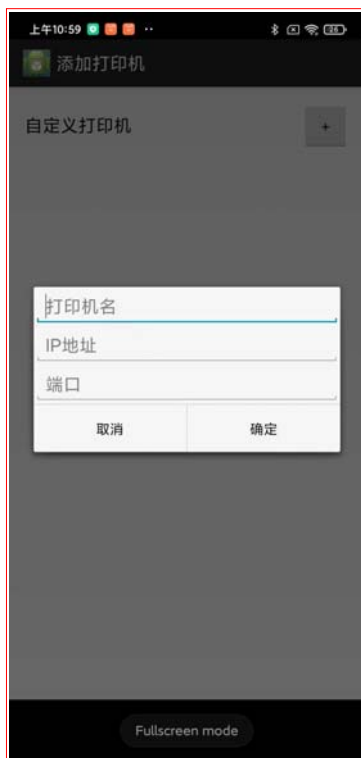 上午10:59
添加打印机
自定义打印机
+
打印机名
IP地址
端口
取消
确定
Fullscreen mode